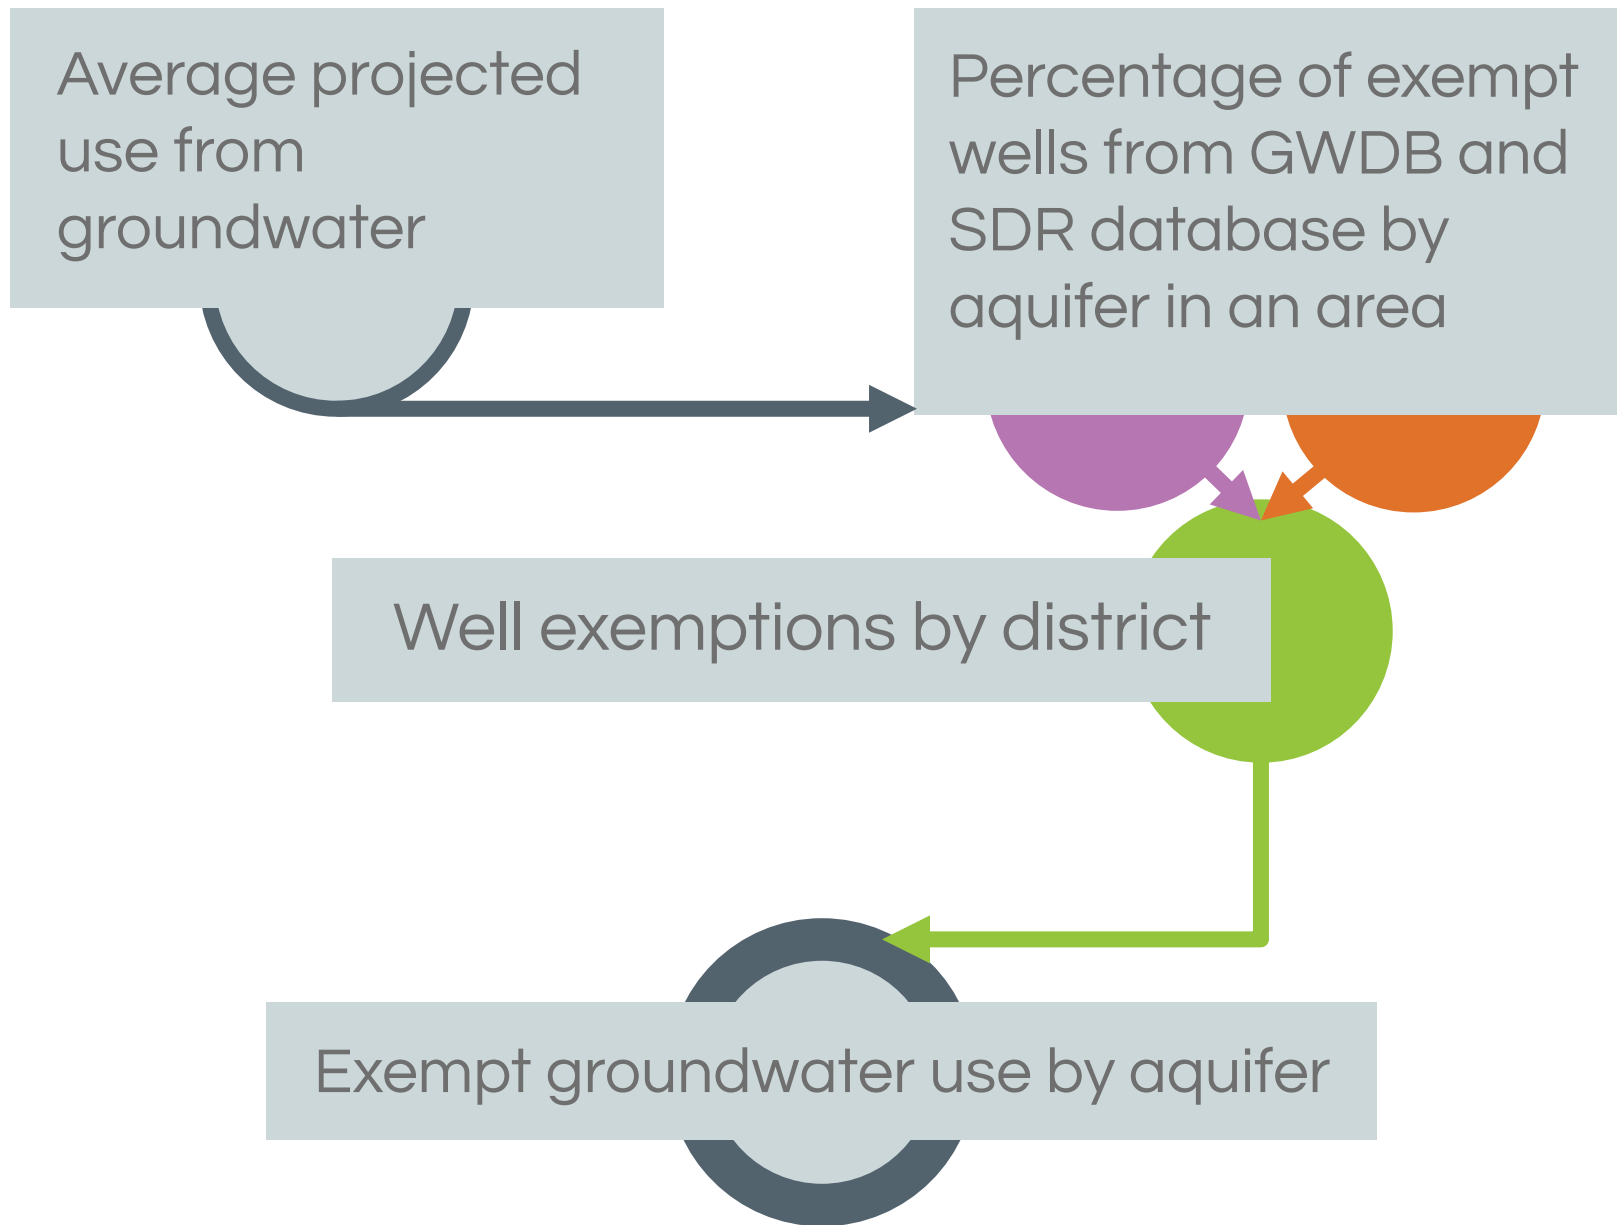 Average projected
use from
groundwater
Percentage of exempt
wells from GWDB and
SDR database by
aquifer in an area
Well exemptions by district
Exempt groundwater use by aquifer